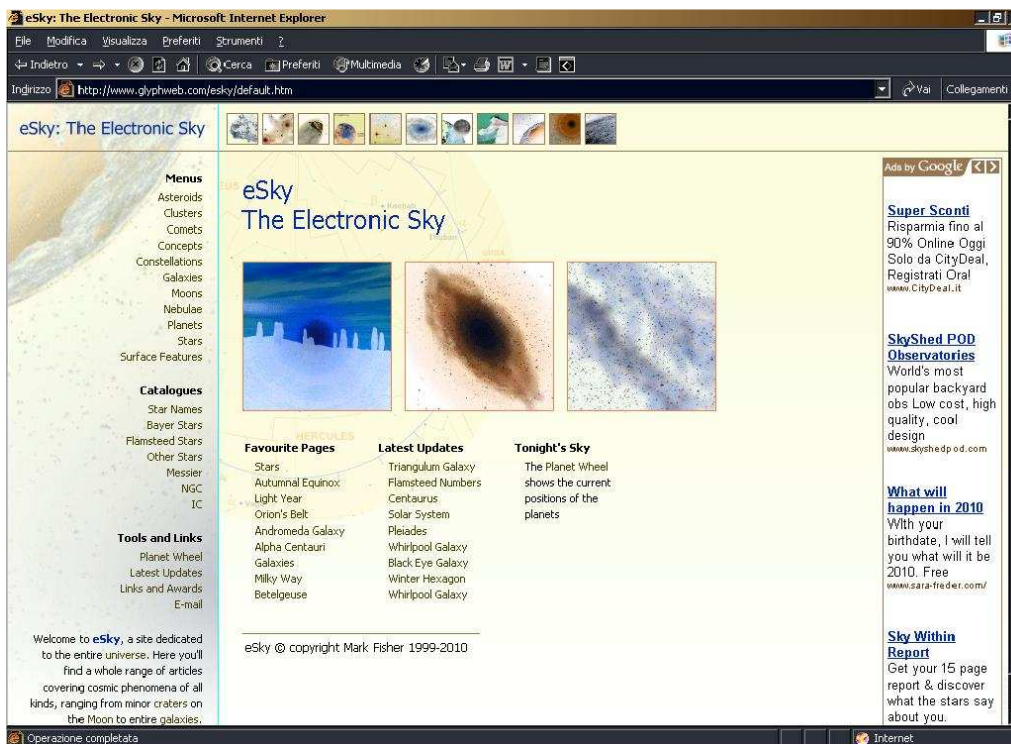 eSky: The Electronic Sky - Microsoft Internet Explorer
File Modifica Visualizza Preferiti Strumenti ?
Indietro Cerca Preferiti Multimedia
Indirizzo http://www.glyphweb.com/esky/default.htm Vai Collegamenti
eSky: The Electronic Sky
Menus
Asteroids
Clusters
Comets
Concepts
Constellations
Galaxies
Moons
Nebulae
Planets
Stars
Surface Features
Catalogues
Star Names
Bayer Stars
Flamsteed Stars
Other Stars
Messier
NGC
IC
Tools and Links
Planet Wheel
Latest Updates
Links and Awards
E-mail
Welcome to eSky, a site dedicated
to the entire universe. Here you'll
find a whole range of articles
covering cosmic phenomena of all
kinds, ranging from minor craters on
the Moon to entire galaxies.
eSky
The Electronic Sky
HERCULES
Favourite Pages
Stars
Autumnal Equinox
Light Year
Orion's Belt
Andromeda Galaxy
Alpha Centauri
Galaxies
Milky Way
Betelgeuse
Latest Updates
Triangulum Galaxy
Flamsteed Numbers
Centaurus
Solar System
Pleiades
Whirlpool Galaxy
Black Eye Galaxy
Winter Hexagon
Whirlpool Galaxy
Tonight's Sky
The Planet Wheel
shows the current
positions of the
planets
eSky © copyright Mark Fisher 1999-2010
Ads by Google
Super Sconti
Risparmia fino al
90% Online Oggi
Solo da CityDeal,
Registrati Ora!
www.CityDeal.it
SkyShed POD
Observatories
World's most
popular backyard
obs Low cost, high
quality, cool
design
www.skyshedpod.com
What will
happen in 2010
With your
birthdate, I will tell
you what will it be
2010. Free
www.sara-freder.com/
Sky Within
Report
Get your 15 page
report & discover
what the stars say
about you.
Operazione completata Internet